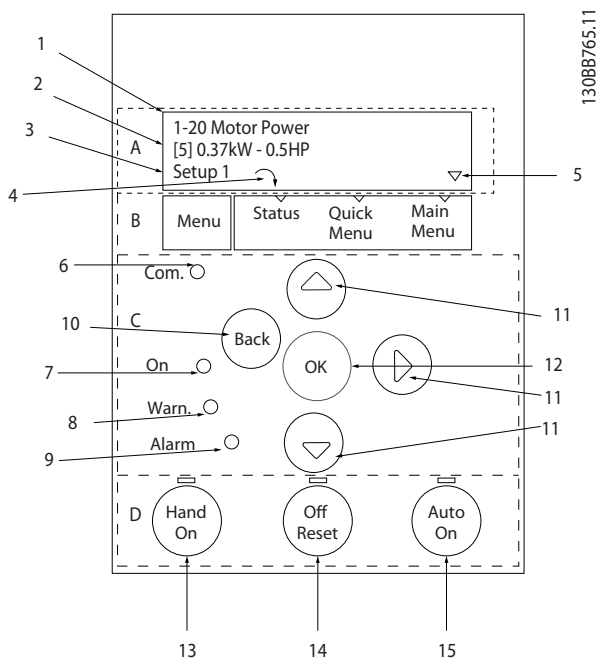 130BB765.11
1
2
3
4
5
A
1-20 Motor Power
[5] 0.37kW - 0.5HP
Setup 1
B
Menu
Status
Quick
Menu
Main
Menu
6
Com.
10
C
Back
11
7
On
OK
12
11
8
Warn.
11
9
Alarm
D
Hand
On
Off
Reset
Auto
On
13
14
15